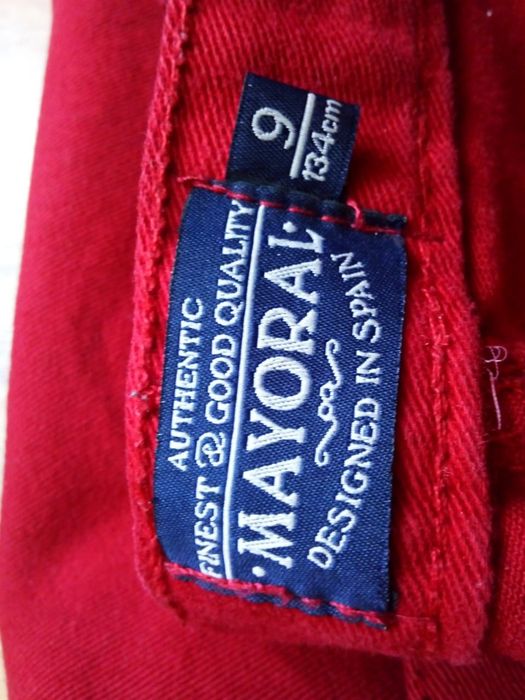 AUTHENTIC
FINEST & GOOD QUALITY
·MAYORAL·
DESIGNED IN SPAIN
9
134cm